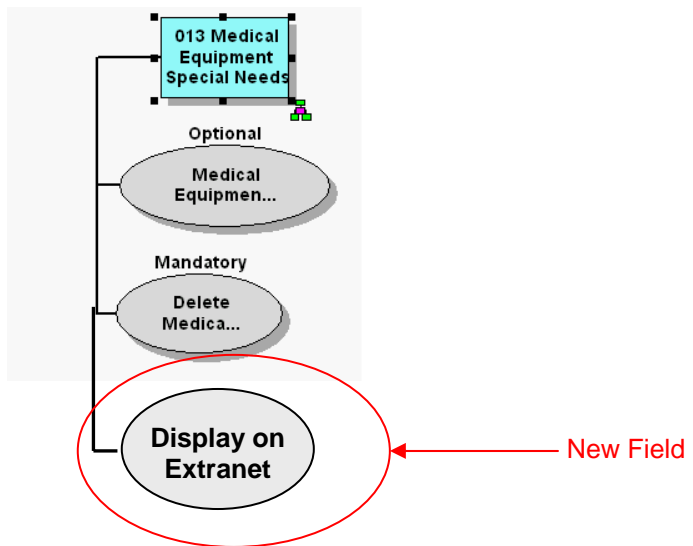 013 Medical
Equipment
Special Needs
Optional
Medical
Equipmen...
Mandatory
Delete
Medica...
Display on
Extranet
New Field